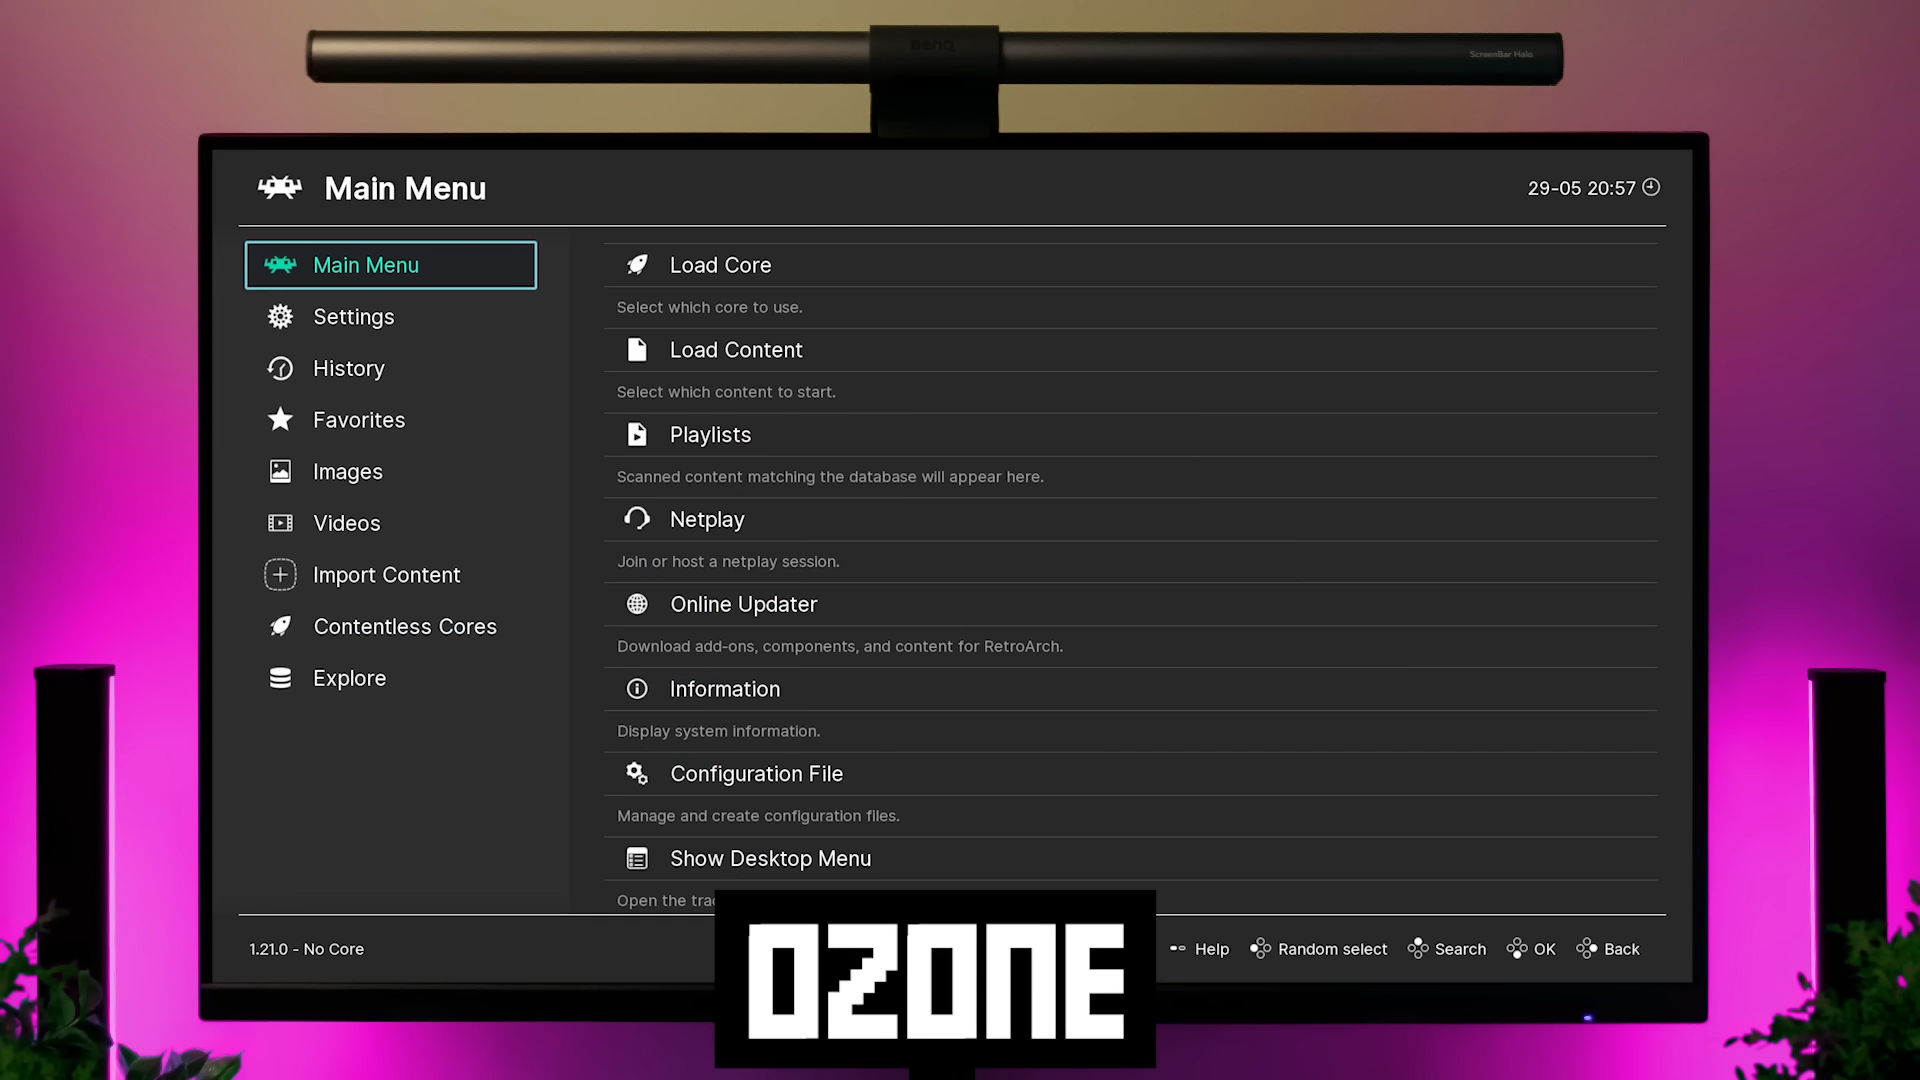 BenQ
ScreenBar Halo
Main Menu
29-05 20:57
Main Menu
Settings
History
Favorites
Images
Videos
Import Content
Contentless Cores
Explore
Load Core
Select which core to use.
Load Content
Select which content to start.
Playlists
Scanned content matching the database will appear here.
Netplay
Join or host a netplay session.
Online Updater
Download add-ons, components, and content for RetroArch.
Information
Display system information.
Configuration File
Manage and create configuration files.
Show Desktop Menu
Open the
1.21.0 - No Core
Help
Random select
Search
OK
Back
OZONE